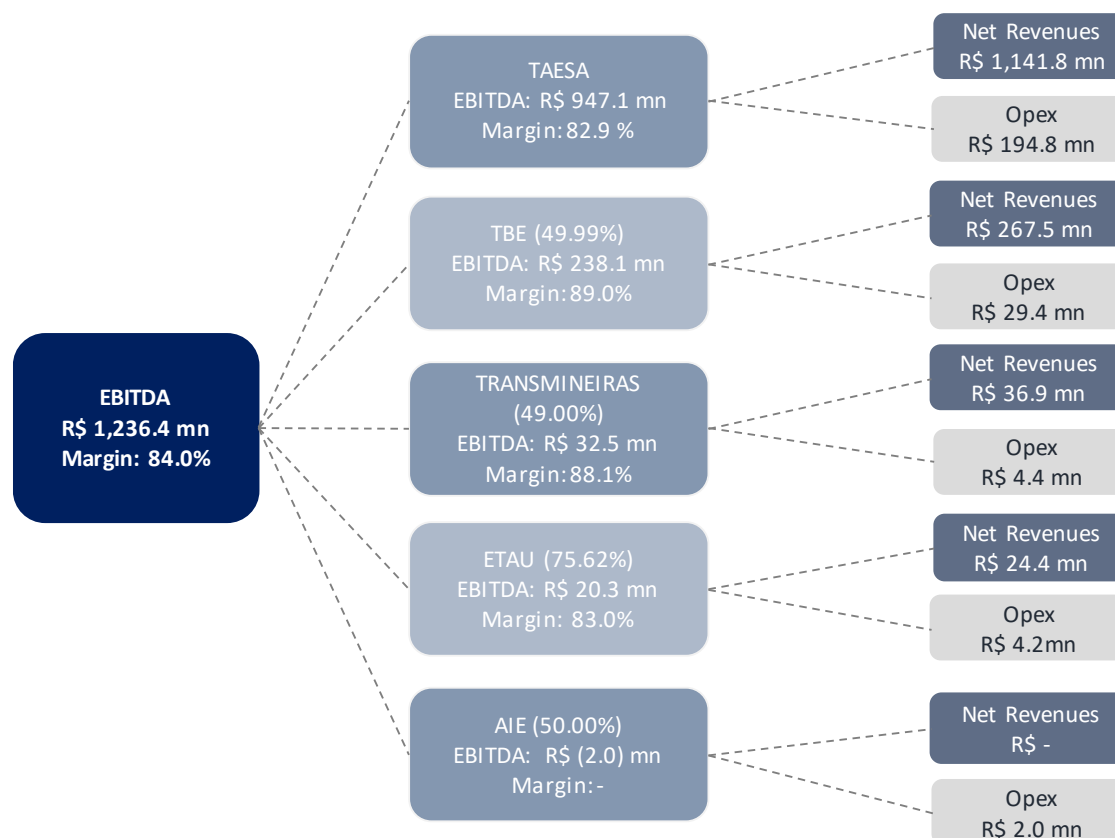 EBITDA
R$ 1,236.4 mn
Margin: 84.0%
TAESA
EBITDA: R$ 947.1 mn
Margin: 82.9 %
Net Revenues
R$ 1,141.8 mn
Opex
R$ 194.8 mn
TBE (49.99%)
EBITDA: R$ 238.1 mn
Margin: 89.0%
Net Revenues
R$ 267.5 mn
Opex
R$ 29.4 mn
TRANSMINEIRAS
(49.00%)
EBITDA: R$ 32.5 mn
Margin: 88.1%
Net Revenues
R$ 36.9 mn
Opex
R$ 4.4 mn
ETAU (75.62%)
EBITDA: R$ 20.3 mn
Margin: 83.0%
Net Revenues
R$ 24.4 mn
Opex
R$ 4.2mn
AIE (50.00%)
EBITDA: R$ (2.0) mn
Margin: -
Net Revenues
R$ -
Opex
R$ 2.0 mn